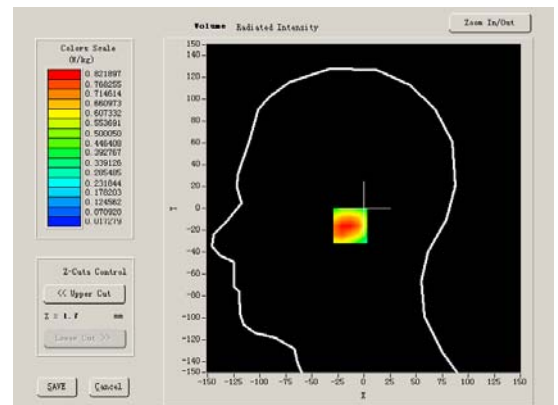 Volume Radiated Intensity
Zoom In/Out
Colors Scale
(W/kg)
0.821897
0.768255
0.714614
0.660973
0.607332
0.553691
0.500050
0.446408
0.392767
0.339126
0.285485
0.231844
0.178203
0.124562
0.070920
0.017279
Z-Cuts Control
<< Upper Cut
Lower Cut >>
SAVE
Cancel
150
140
120
100
80
60
40
20
0
-20
-40
-60
-80
-100
-120
-150
Y
-150 -125 -100 -75 -50 -25 0 25 50 75 100 125 150
X